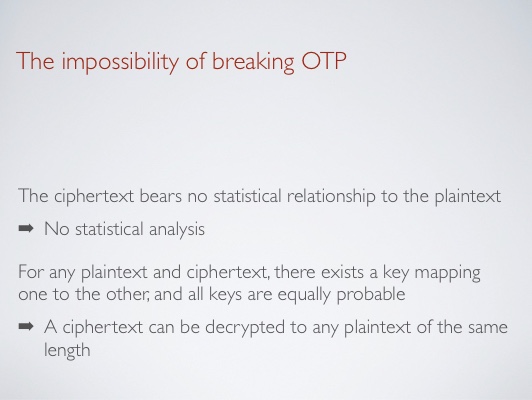 The impossibility of breaking OTP
The ciphertext bears no statistical relationship to the plaintext
➡ No statistical analysis
For any plaintext and ciphertext, there exists a key mapping
one to the other, and all keys are equally probable
➡ A ciphertext can be decrypted to any plaintext of the same
length